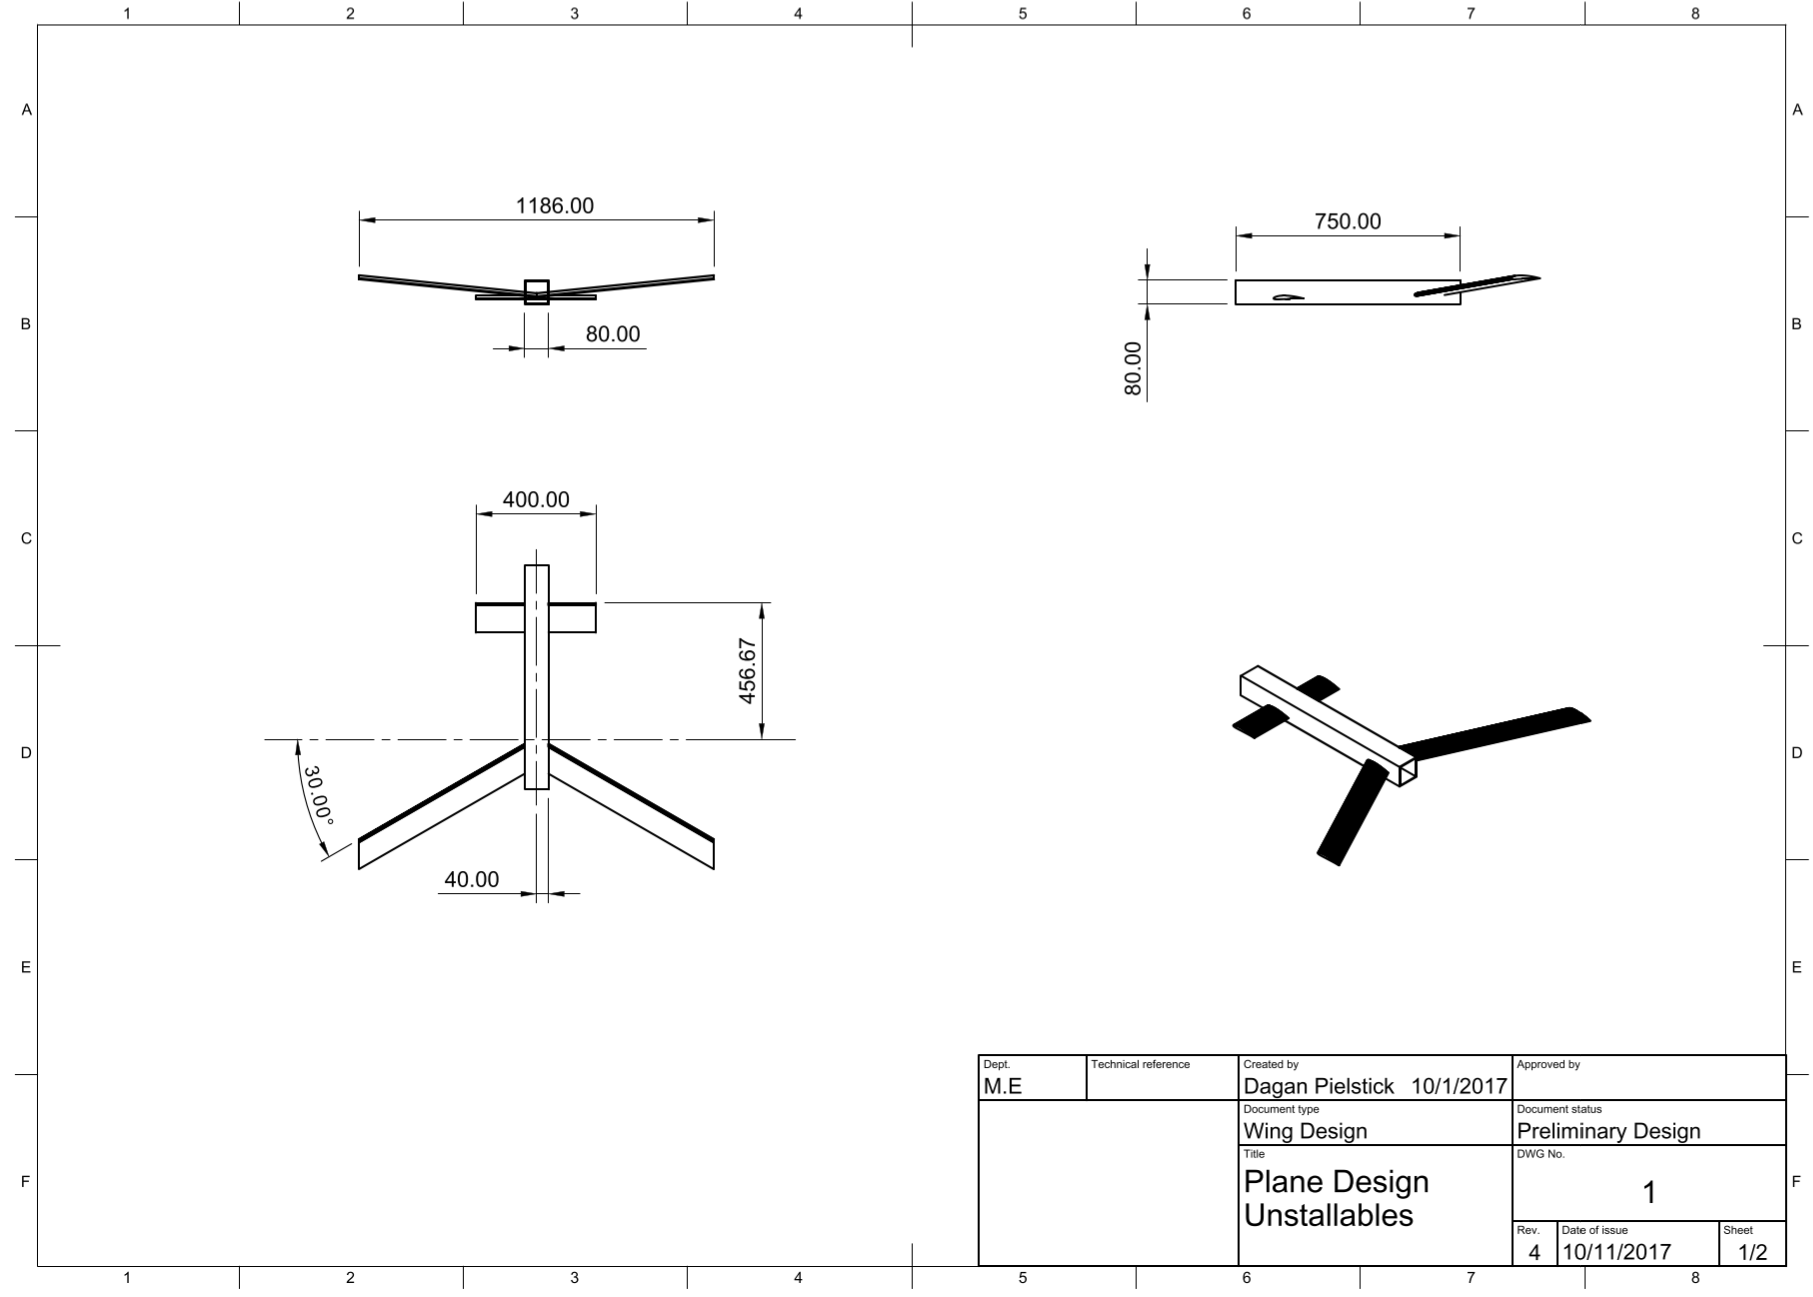 1 2 3 4 5 6 7 8
A A
1186.00
750.00
80.00
B B
80.00
400.00
C C
456.67
D D
30.00°
40.00
E E
Dept. Technical reference Created by Approved by
M.E Dagan Pielstick 10/1/2017
Document type Document status
Wing Design Preliminary Design
Title DWG No.
Plane Design
Unstallables
1
F F
Rev. Date of issue Sheet
4 10/11/2017 1/2
1 2 3 4 5 6 7 8